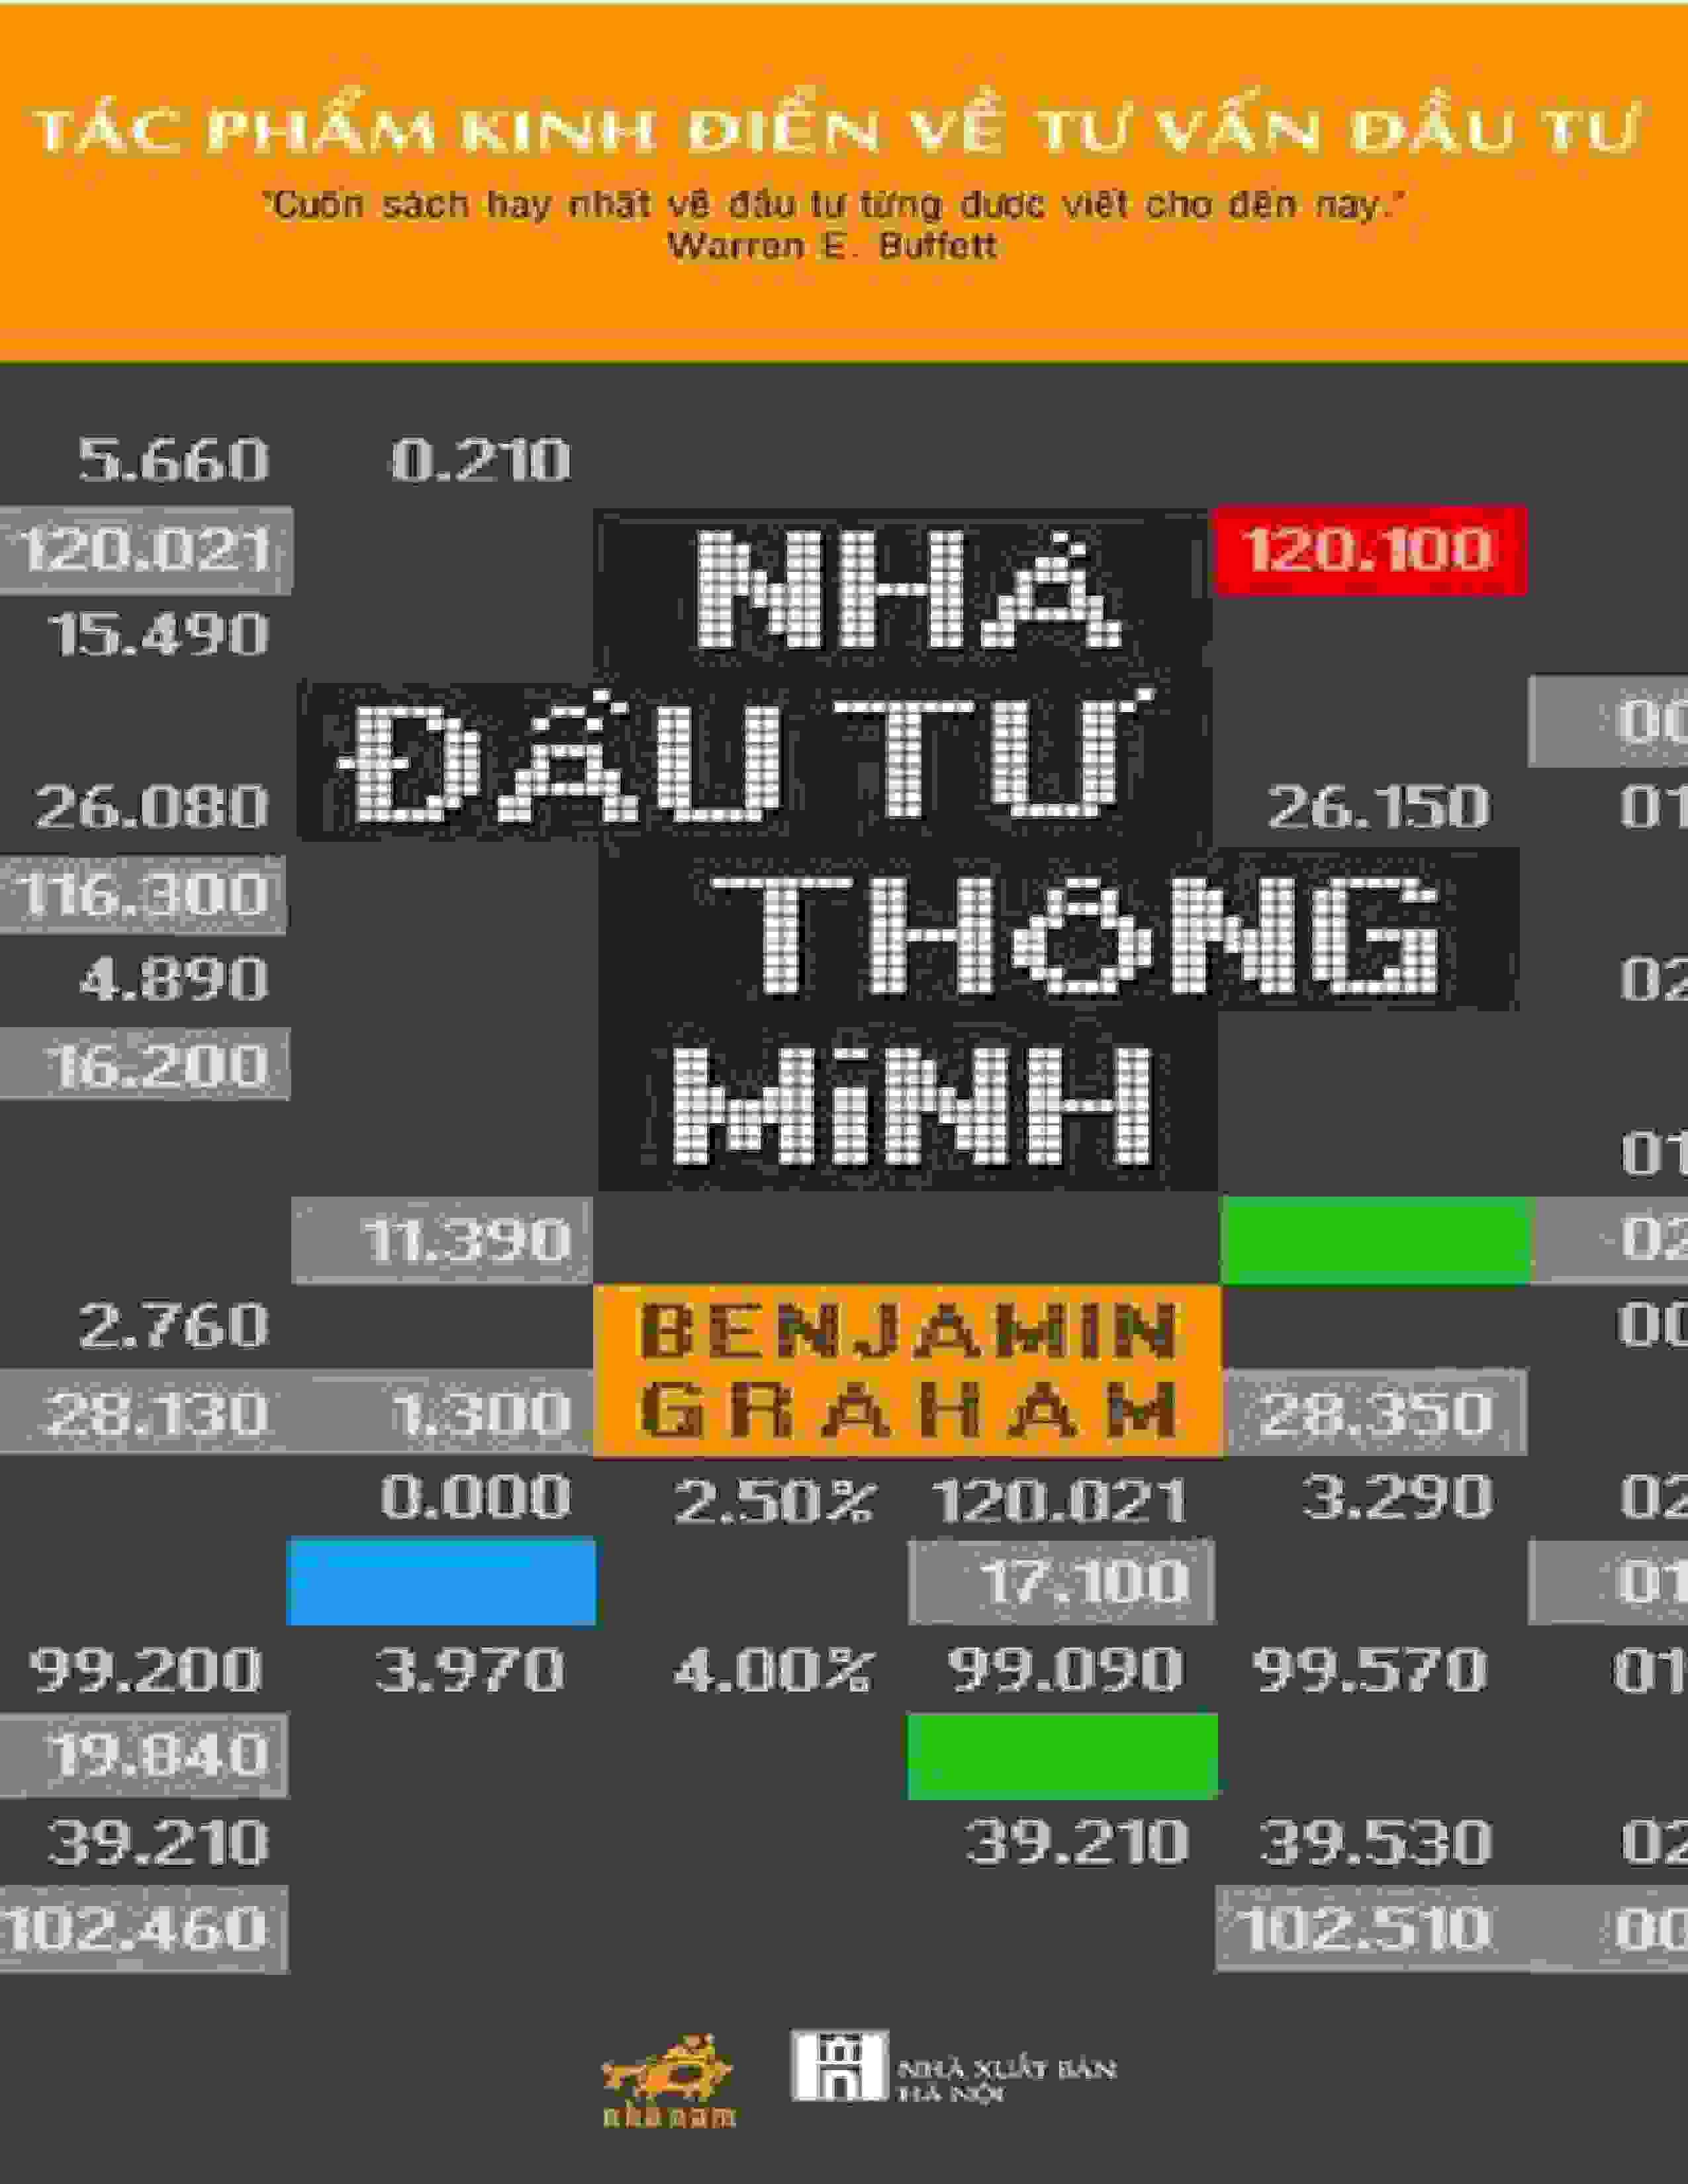 TÁC PHẨM KINH ĐIỂN VỀ TƯ VẤN ĐẦU TƯ
"Cuốn sách hay nhất về đầu tư từng được viết cho đến nay."
Warren E. Buffett
5.660 0.210
120.021 120.100
15.490
NHÀ
ĐẦU TƯ
THÔNG
MINH
00
26.080 26.150 01
116.300
4.890 02
16.200
01
11.390 02
2.760 00
BENJAMIN
GRAHAM
28.130 1.300 28.350
0.000 2.50% 120.021 3.290 02
17.100 01
99.200 3.970 4.00% 99.090 99.570 01
19.840
39.210 39.210 39.530 02
102.460 102.510 00
nhã nam
NHÀ XUẤT BẢN
HÀ NỘI